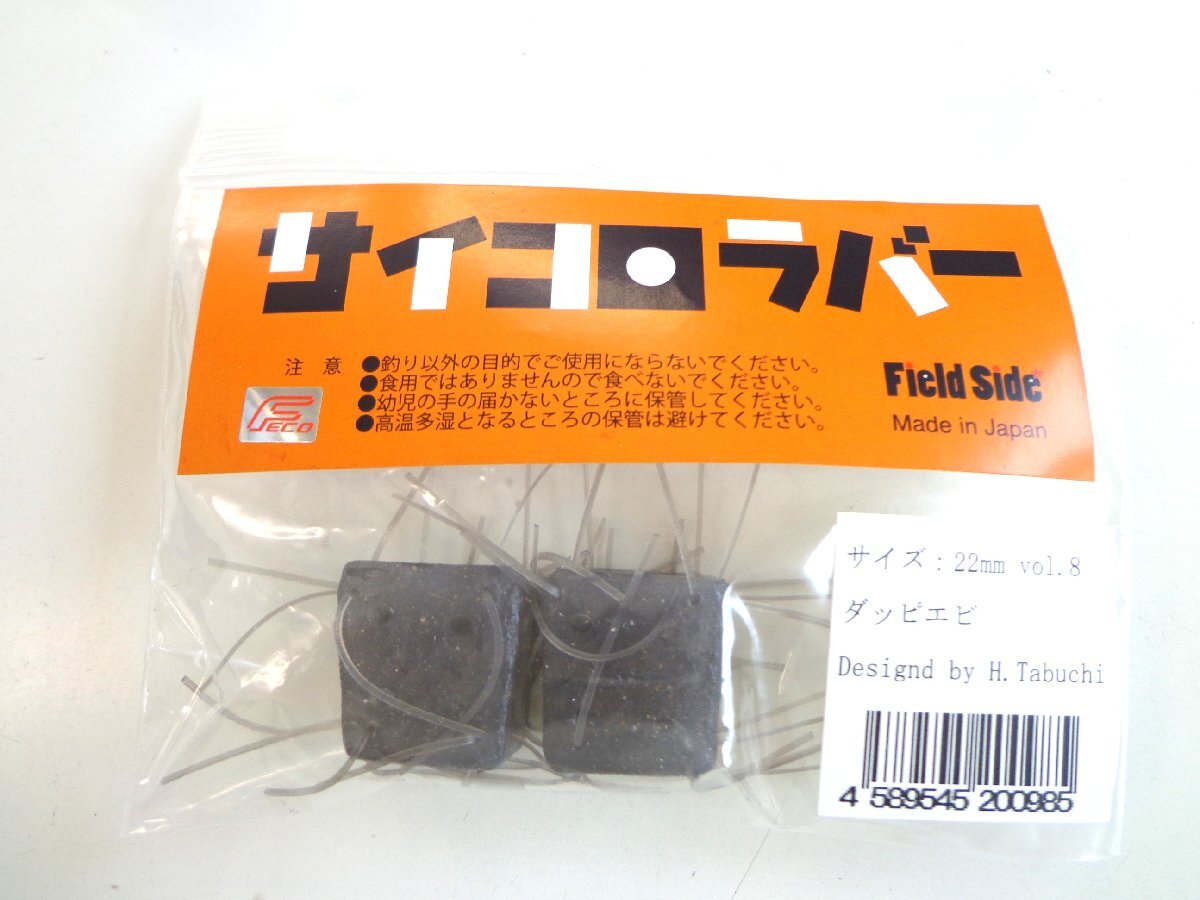 サイコロラバー
注 意 ●釣り以外の目的でご使用にならないでください。
●食用ではありませんので食べないでください。
●幼児の手の届かないところに保管してください。
●高温多湿となるところの保管は避けてください。
FECO
Field Side
Made in Japan
サイズ：22mm vol.8
ダッピエビ
Designd by H.Tabuchi
4 589545 200985